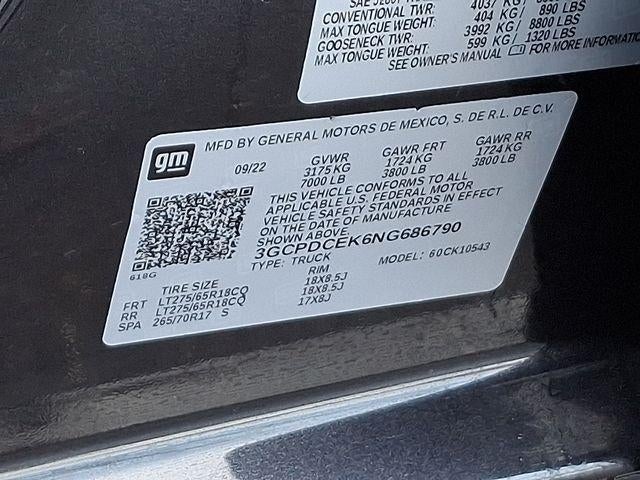 SAE J2807
4037 KG /
CONVENTIONAL TWR: 404 KG / 890 LBS
MAX TONGUE WEIGHT: 3992 KG / 8800 LBS
GOOSENECK TWR: 599 KG / 1320 LBS
MAX TONGUE WEIGHT:
SEE OWNER'S MANUAL FOR MORE INFORMATION
gm
MFD BY GENERAL MOTORS DE MEXICO, S. DE R.L. DE C.V.
09/22 GVWR GAWR FRT GAWR RR
3175 KG 1724 KG 1724 KG
7000 LB 3800 LB 3800 LB
THIS VEHICLE CONFORMS TO ALL
APPLICABLE U.S. FEDERAL MOTOR
VEHICLE SAFETY STANDARDS IN EFFECT
ON THE DATE OF MANUFACTURE
SHOWN ABOVE.
3GCPDCEK6NG686790
618G
TYPE: TRUCK MODEL: 60CK10543
TIRE SIZE RIM
FRT LT275/65R18CQ 18X8.5J
RR LT275/65R18CQ 18X8.5J
SPA 265/70R17 S 17X8J